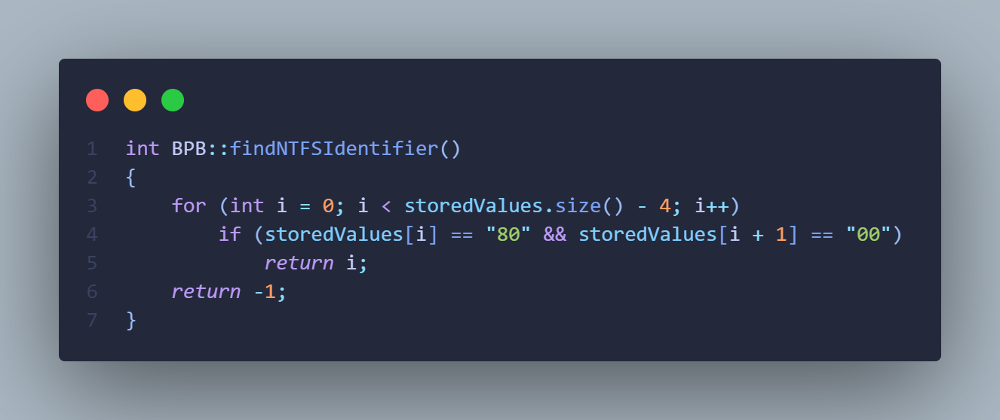 1 int BPB::findNTFSIdentifier()
2 {
3     for (int i = 0; i < storedValues.size() - 4; i++)
4         if (storedValues[i] == "80" && storedValues[i + 1] == "00")
5             return i;
6     return -1;
7 }